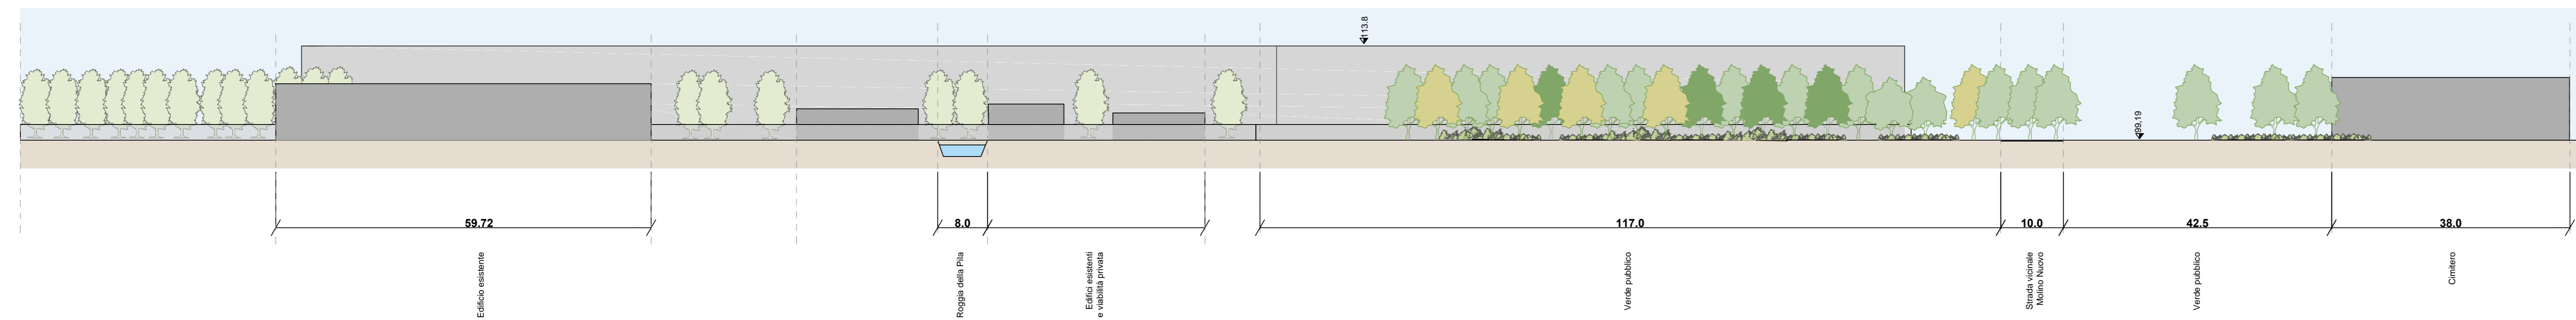 113.8
99,19
59.72
8.0
117.0
10.0
42.5
38.0
Edificio esistente
Roggia della Pila
Edifici esistenti
e viabilità privata
Verde pubblico
Strada vicinale
Molino Nuovo
Verde pubblico
Cimitero